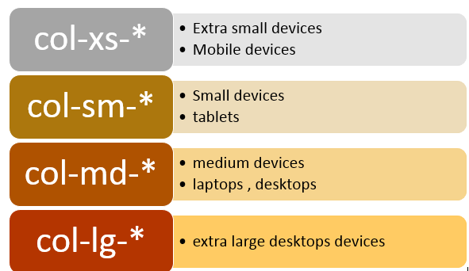 col-xs-*
• Extra small devices
• Mobile devices
col-sm-*
• Small devices
• tablets
col-md-*
• medium devices
• laptops , desktops
col-lg-*
• extra large desktops devices